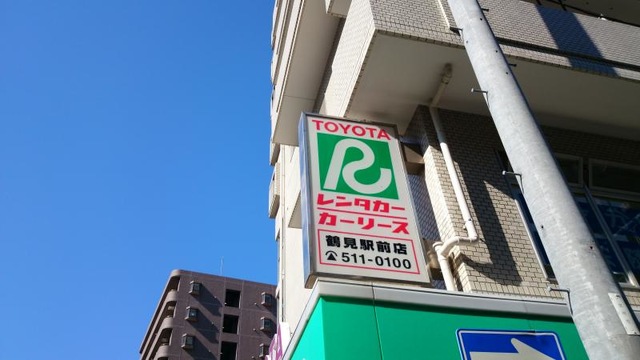 TOYOTA
R
レンタカー
カーリース
鶴見駅前店
☎511-0100